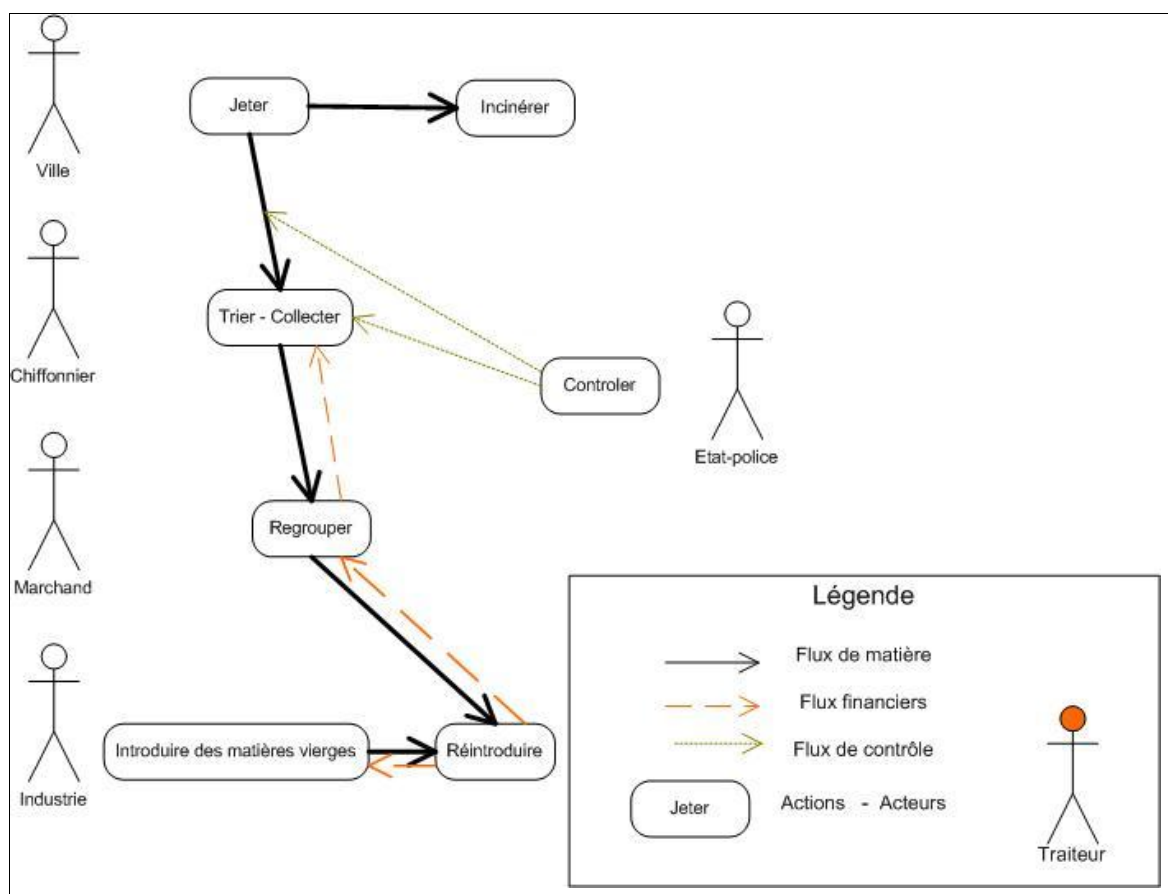 Ville
Jeter
Incinérer
Chiffonnier
Trier - Collecter
Controler
Etat-police
Marchand
Regrouper
Industrie
Introduire des matières vierges
Réintroduire
Légende
Flux de matière
Flux financiers
Flux de contrôle
Jeter
Actions - Acteurs
Traiteur